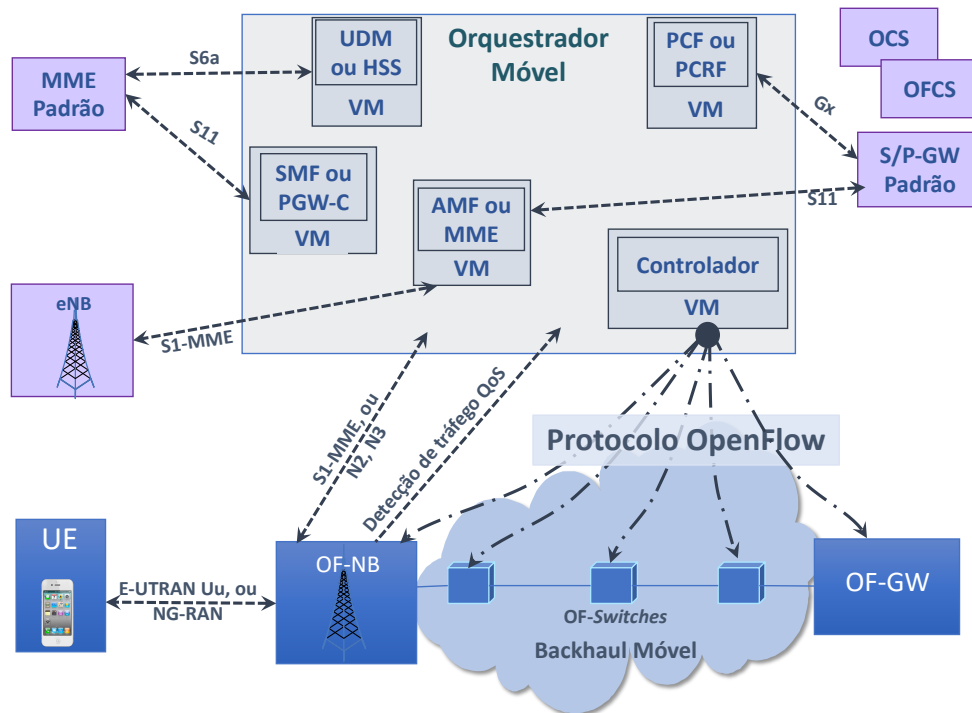 UDM
ou HSS
VM
Orquestrador
Móvel
PCF ou
PCRF
VM
OCS
OFCS
MME
Padrão
S6a
S11
Gx
S/P-GW
Padrão
SMF ou
PGW-C
VM
AMF ou
MME
VM
S11
Controlador
VM
eNB
S1-MME
S1-MME, ou
N2, N3
Detecção de tráfego QoS
Protocolo OpenFlow
UE
E-UTRAN Uu, ou
NG-RAN
OF-NB
OF-Switches
Backhaul Móvel
OF-GW